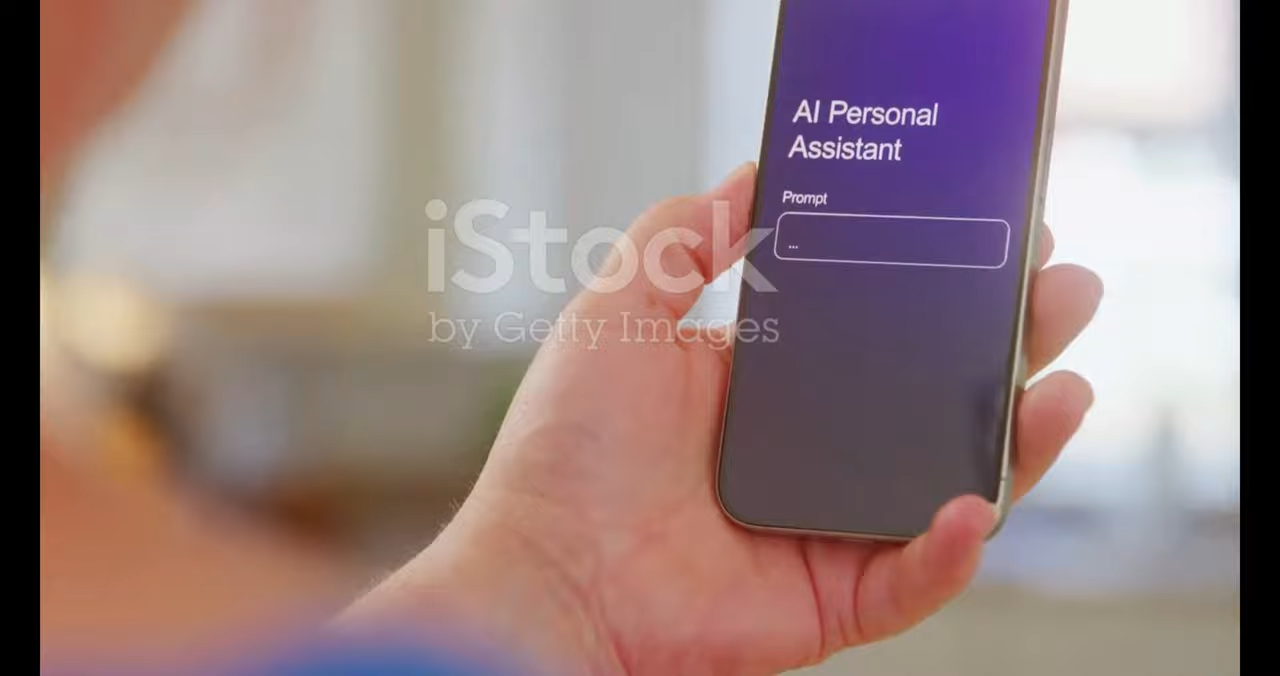 AI Personal
Assistant
Prompt
...
iStock
by Getty Images